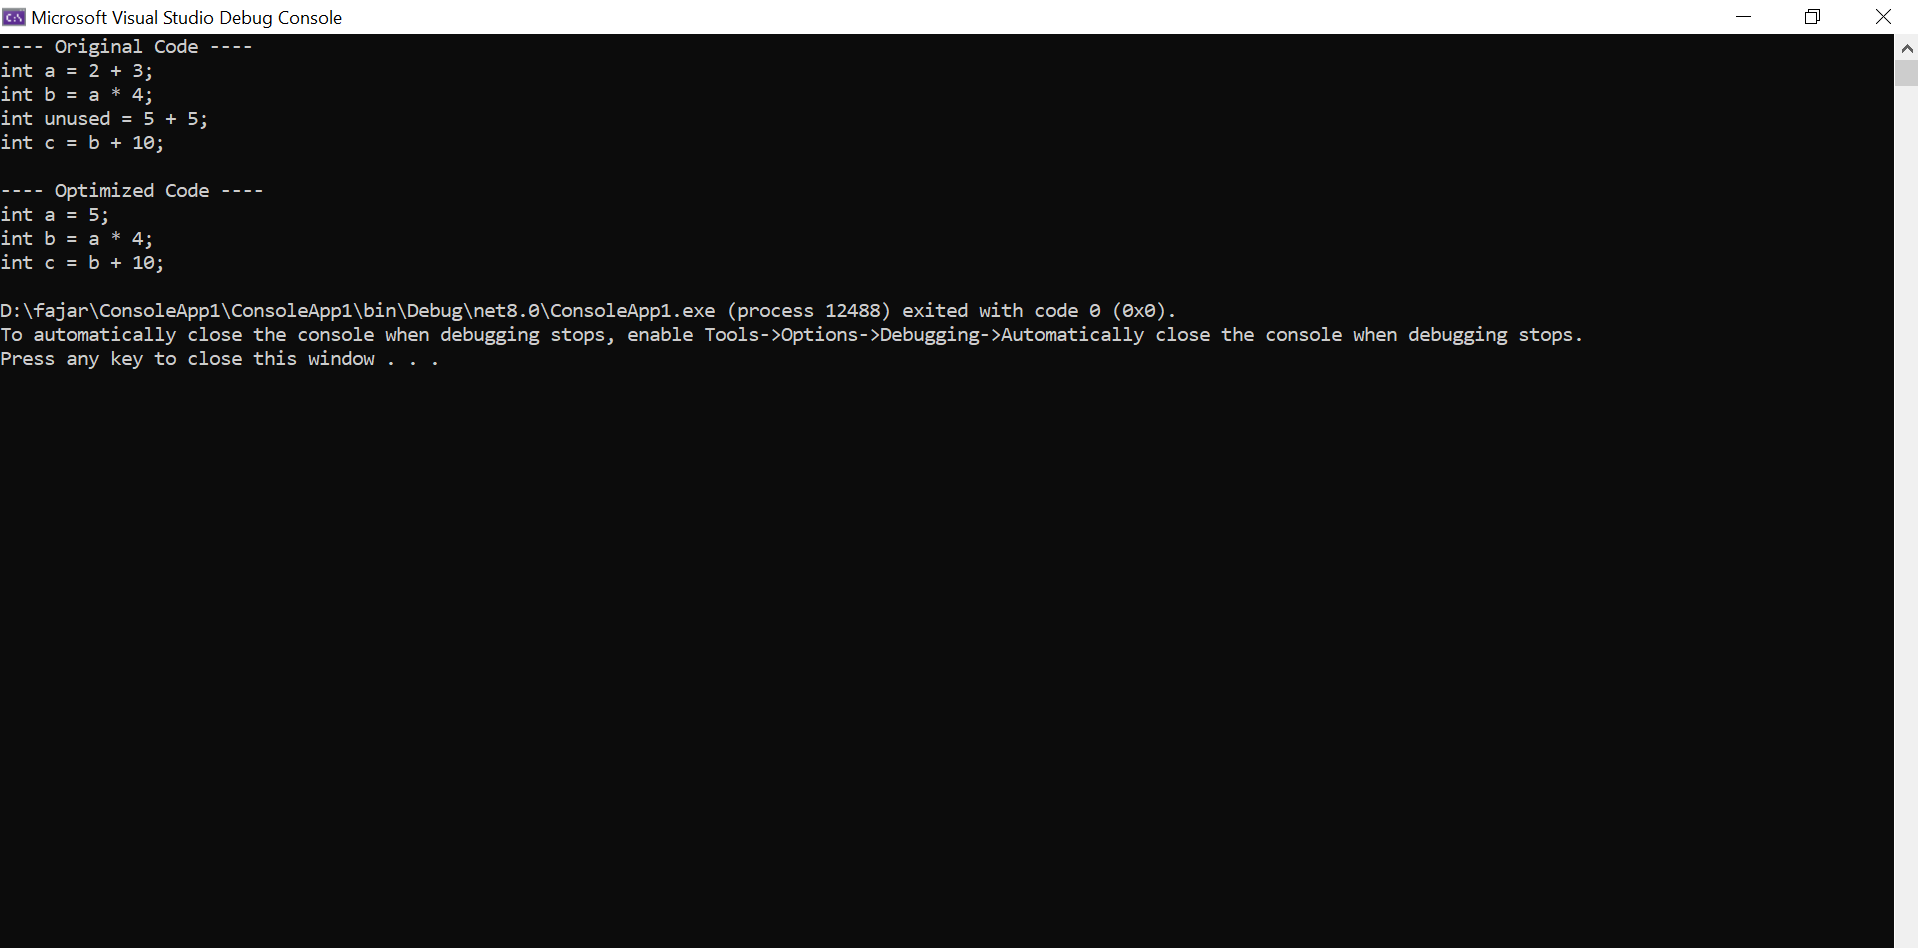 Microsoft Visual Studio Debug Console
---- Original Code ----
int a = 2 + 3;
int b = a * 4;
int unused = 5 + 5;
int c = b + 10;
---- Optimized Code ----
int a = 5;
int b = a * 4;
int c = b + 10;
D:\fajar\ConsoleApp1\ConsoleApp1\bin\Debug\net8.0\ConsoleApp1.exe (process 12488) exited with code 0 (0x0).
To automatically close the console when debugging stops, enable Tools->Options->Debugging->Automatically close the console when debugging stops.
Press any key to close this window . . .